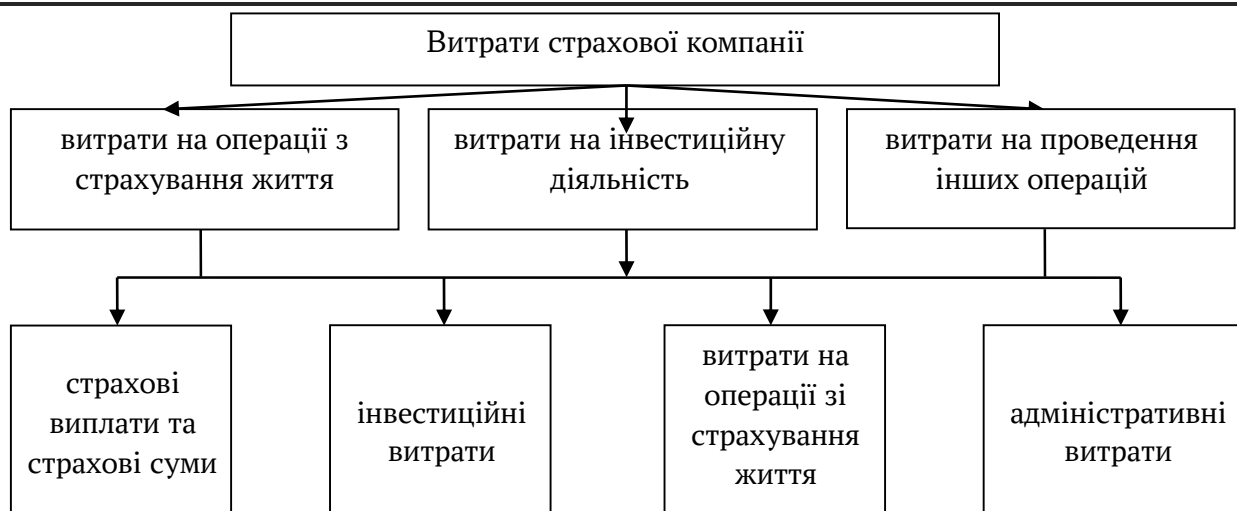 Витрати страхової компанії
витрати на операції з
страхування життя
витрати на інвестиційну
діяльність
витрати на проведення
інших операцій
страхові
виплати та
страхові суми
інвестиційні
витрати
витрати на
операції зі
страхування
життя
адміністративні
витрати